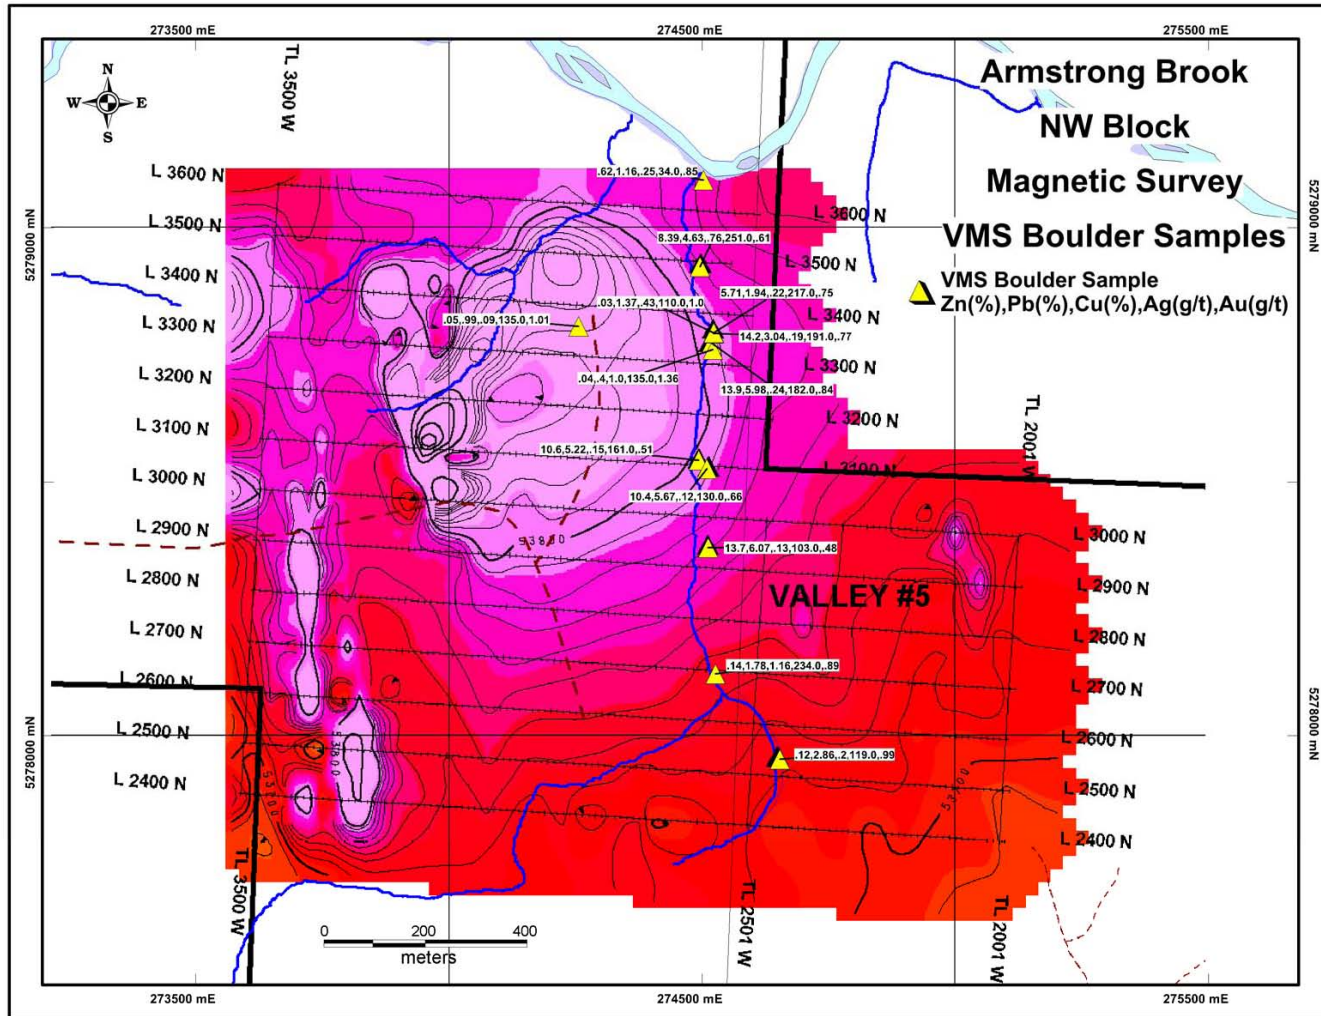 273500 mE
274500 mE
275500 mE
N
W E
S
TL 3500 W
Armstrong Brook
NW Block
Magnetic Survey
VMS Boulder Samples
VMS Boulder Sample
Zn(%),Pb(%),Cu(%),Ag(g/t),Au(g/t)
5279000 mN
5279000 mN
L 3600 N
L 3500 N
L 3400 N
L 3300 N
L 3200 N
L 3100 N
L 3000 N
L 2900 N
L 2800 N
L 2700 N
L 2600 N
L 2500 N
L 2400 N
.62,1.16,.25,34.0,.85
8.39,4.63,.76,251.0,.61
5.71,1.94,.22,217.0,.75
.03,1.37,.43,110.0,1.0
.05,.99,.09,135.0,1.01
14.2,3.04,.19,191.0,.77
.04,.4,1.0,135.0,1.36
13.9,5.98,.24,182.0,.84
10.6,5.22,.15,161.0,.51
10.4,5.67,.12,130.0,.66
13.7,6.07,.13,103.0,.48
VALLEY #5
.14,1.78,1.16,234.0,.89
.12,2.86,.2,119.0,.99
L 3600 N
L 3500 N
L 3400 N
L 3300 N
L 3200 N
L 3100 N
TL 2001 W
L 3000 N
L 2900 N
L 2800 N
L 2700 N
L 2600 N
L 2500 N
L 2400 N
53800
53800
53700
53700
5278000 mN
5278000 mN
TL 3500 W
TL 2501 W
TL 2001 W
0 200 400
meters
273500 mE
274500 mE
275500 mE